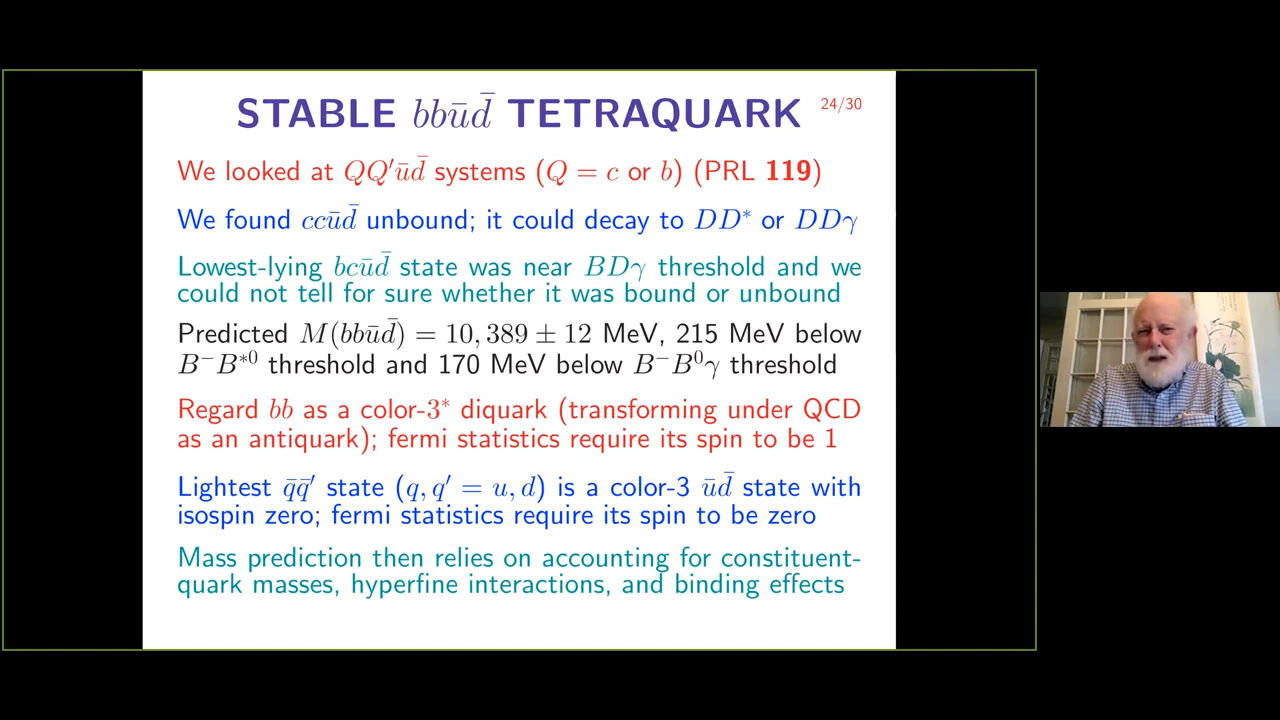 STABLE bbūd̄ TETRAQUARK 24/30
We looked at QQ′ūd̄ systems (Q = c or b) (PRL 119)
We found ccūd̄ unbound; it could decay to DD* or DDγ
Lowest-lying bcūd̄ state was near BDγ threshold and we
could not tell for sure whether it was bound or unbound
Predicted M(bbūd̄) = 10,389 ± 12 MeV, 215 MeV below
B⁻B*⁰ threshold and 170 MeV below B⁻B⁰γ threshold
Regard bb as a color-3* diquark (transforming under QCD
as an antiquark); fermi statistics require its spin to be 1
Lightest q̄q̄′ state (q, q′ = u, d) is a color-3 ūd̄ state with
isospin zero; fermi statistics require its spin to be zero
Mass prediction then relies on accounting for constituent-
quark masses, hyperfine interactions, and binding effects